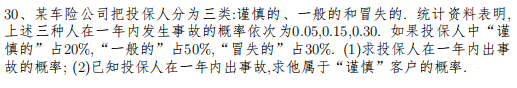 30、某车险公司把投保人分为三类:谨慎的、一般的和冒失的. 统计资料表明,
上述三种人在一年内发生事故的概率依次为0.05,0.15,0.30. 如果投保人中“谨
慎的”占20%,“一般的”占50%,“冒失的”占30%. (1)求投保人在一年内出事
故的概率; (2)已知投保人在一年内出事故,求他属于“谨慎”客户的概率.